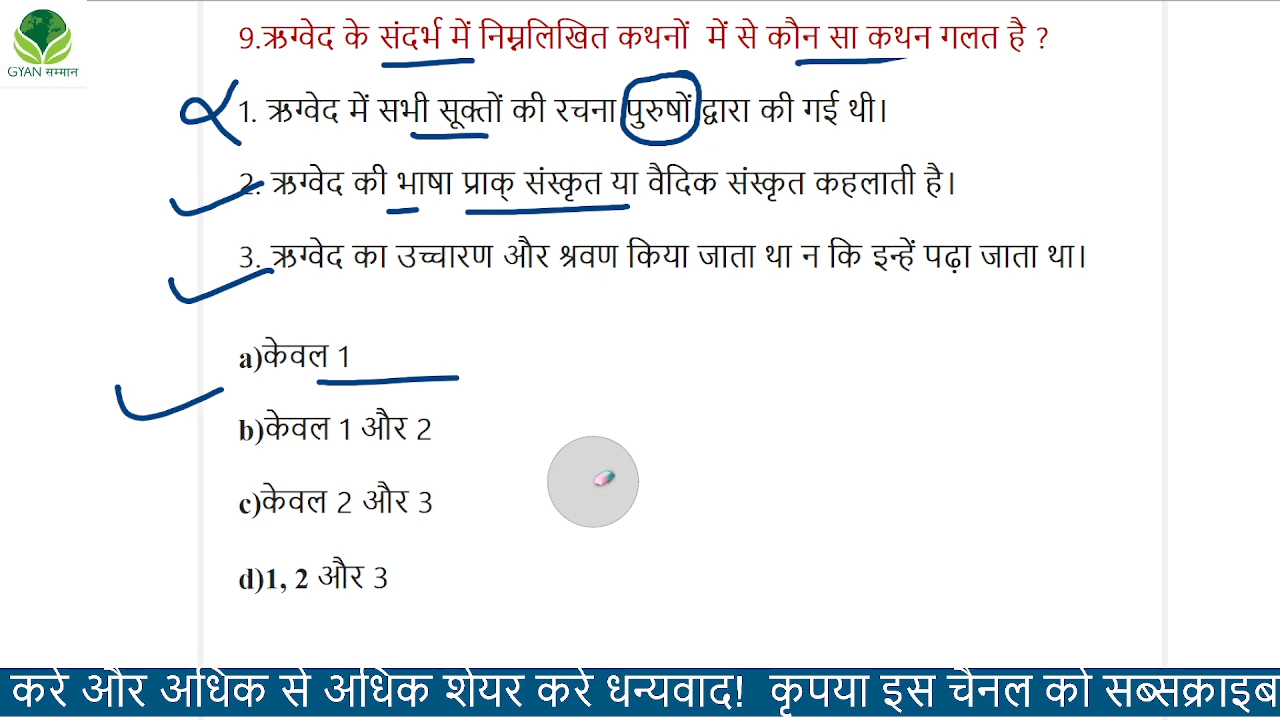 GYAN सम्मान
9.ऋग्वेद के संदर्भ में निम्नलिखित कथनों में से कौन सा कथन गलत है ?
1. ऋग्वेद में सभी सूक्तों की रचना पुरुषों द्वारा की गई थी।
2. ऋग्वेद की भाषा प्राक् संस्कृत या वैदिक संस्कृत कहलाती है।
3. ऋग्वेद का उच्चारण और श्रवण किया जाता था न कि इन्हें पढ़ा जाता था।
a)केवल 1
b)केवल 1 और 2
c)केवल 2 और 3
d)1, 2 और 3
करे और अधिक से अधिक शेयर करे धन्यवाद! कृपया इस चैनल को सब्सक्राइब